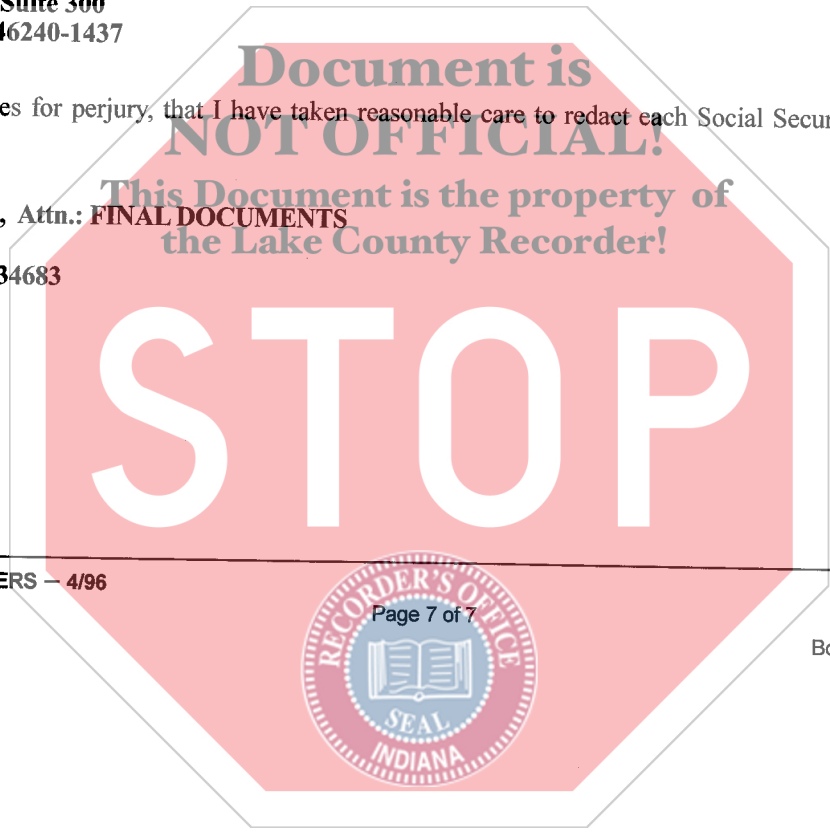 Suite 300
46240-1437
Document is
es for perjury, that I have taken reasonable care to redact each Social Secur
NOT OFFICIAL!
This Document is the property of
, Attn.: FINAL DOCUMENTS
the Lake County Recorder!
34683
STOP
ERS – 4/96
RECORDER'S OFFICE
Page 7 of 7
Bo
SEAL
INDIANA